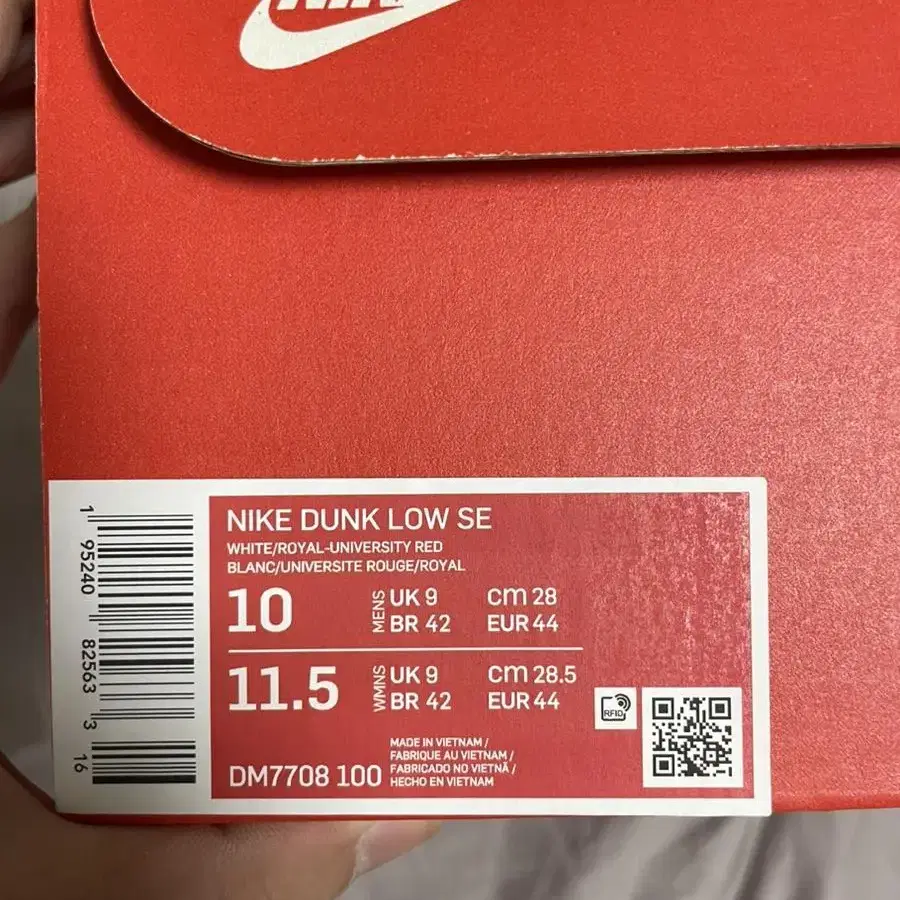 NIKE DUNK LOW SE
WHITE/ROYAL-UNIVERSITY RED
BLANC/UNIVERSITE ROUGE/ROYAL
10 MENS UK 9 cm 28
BR 42 EUR 44
11.5 WMNS UK 9 cm 28.5
BR 42 EUR 44
RFID
DM7708 100
MADE IN VIETNAM /
FABRIQUE AU VIETNAM /
FABRICADO NO VIETNÃ /
HECHO EN VIETNAM
1 95240 82563 3
16